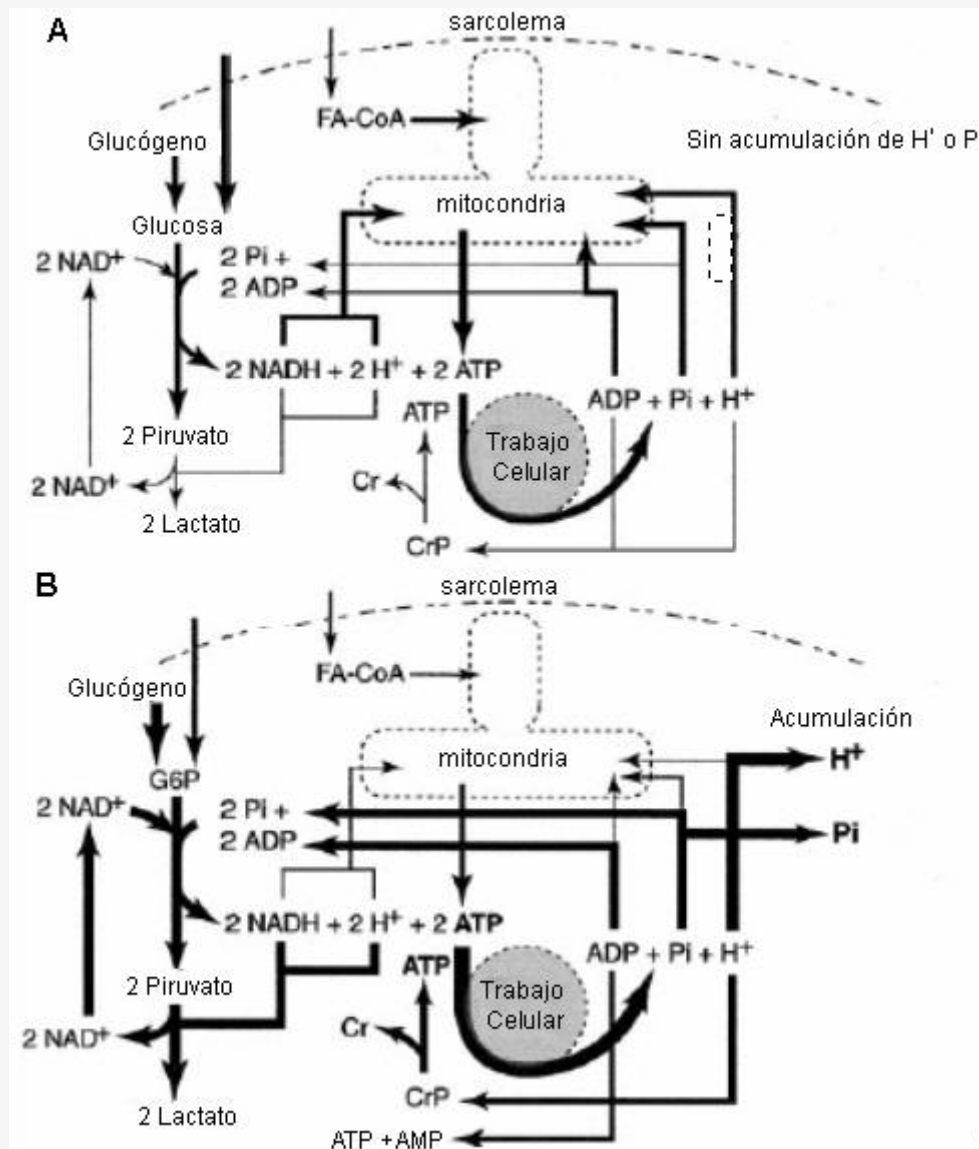 A
sarcolema
FA-CoA
Glucógeno
Sin acumulación de H' o P
mitocondria
Glucosa
2 NAD+
2 Pi +
2 ADP
2 NADH + 2 H+ + 2 ATP
ADP + Pi + H+
ATP
Trabajo
Celular
2 Piruvato
Cr
2 NAD+
2 Lactato
CrP
B
sarcolema
FA-CoA
Glucógeno
Acumulación
mitocondria
H+
G6P
2 NAD+
2 Pi +
2 ADP
Pi
2 NADH + 2 H+ + 2 ATP
ADP + Pi + H+
ATP
Trabajo
Celular
2 Piruvato
Cr
2 NAD+
CrP
2 Lactato
ATP +AMP